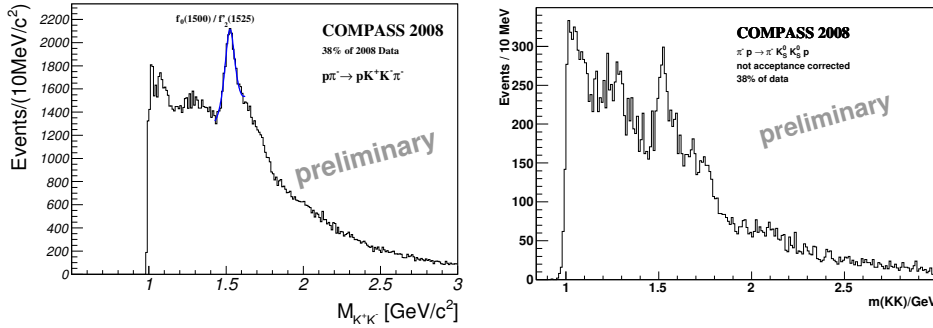 Events/(10MeV/c²)
2200
2000
1800
1600
1400
1200
1000
800
600
400
200
0
f₀(1500) / f'₂(1525)
COMPASS 2008
38% of 2008 Data
pπ⁻→ pK⁺K⁻π⁻
preliminary
1 1.5 2 2.5 3
M_K⁺K⁻ [GeV/c²]
Events / 10 MeV
300
250
200
150
100
50
0
COMPASS 2008
π⁻ p → π⁻ K⁰_S K⁰_S p
not acceptance corrected
38% of data
preliminary
1 1.5 2 2.5
m(KK)/GeV